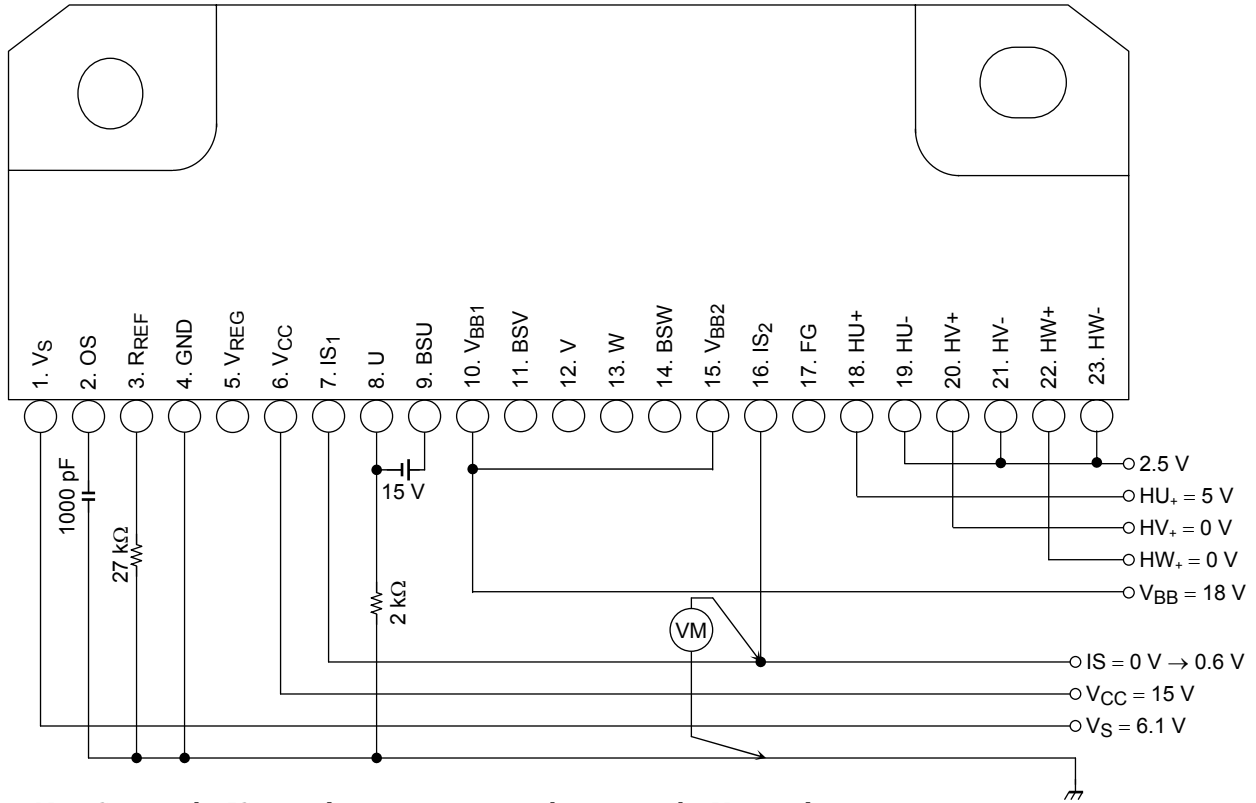 1. VS
2. OS
3. RREF
4. GND
5. VREG
6. VCC
7. IS1
8. U
9. BSU
10. VBB1
11. BSV
12. V
13. W
14. BSW
15. VBB2
16. IS2
17. FG
18. HU+
19. HU-
20. HV+
21. HV-
22. HW+
23. HW-
1000 pF
27 kΩ
15 V
2 kΩ
VM
2.5 V
HU+ = 5 V
HV+ = 0 V
HW+ = 0 V
VBB = 18 V
IS = 0 V → 0.6 V
VCC = 15 V
VS = 6.1 V